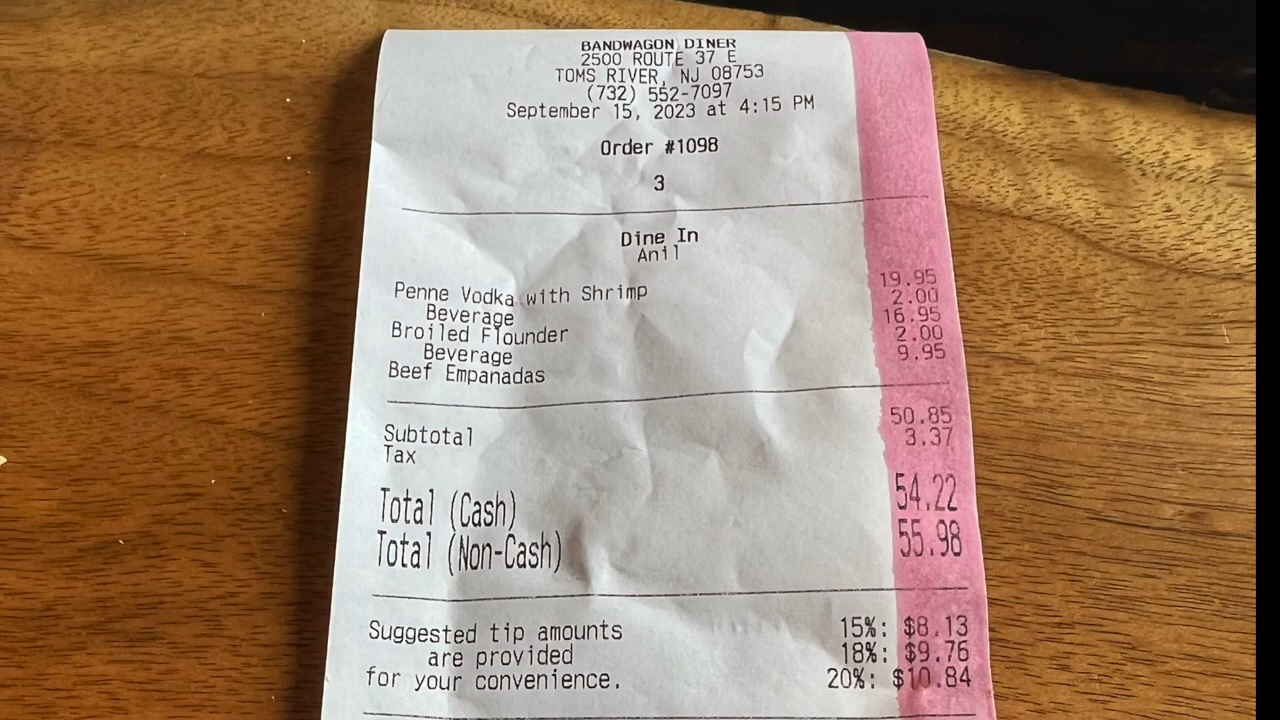 BANDWAGON DINER
2500 ROUTE 37 E
TOMS RIVER, NJ 08753
(732) 552-7097
September 15, 2023 at 4:15 PM
Order #1098
3
Dine In
Anil
Penne Vodka with Shrimp 19.95
Beverage 2.00
Broiled Flounder 16.95
Beverage 2.00
Beef Empanadas 9.95
Subtotal 50.85
Tax 3.37
Total (Cash) 54.22
Total (Non-Cash) 55.98
Suggested tip amounts 15%: $8.13
are provided 18%: $9.76
for your convenience. 20%: $10.84